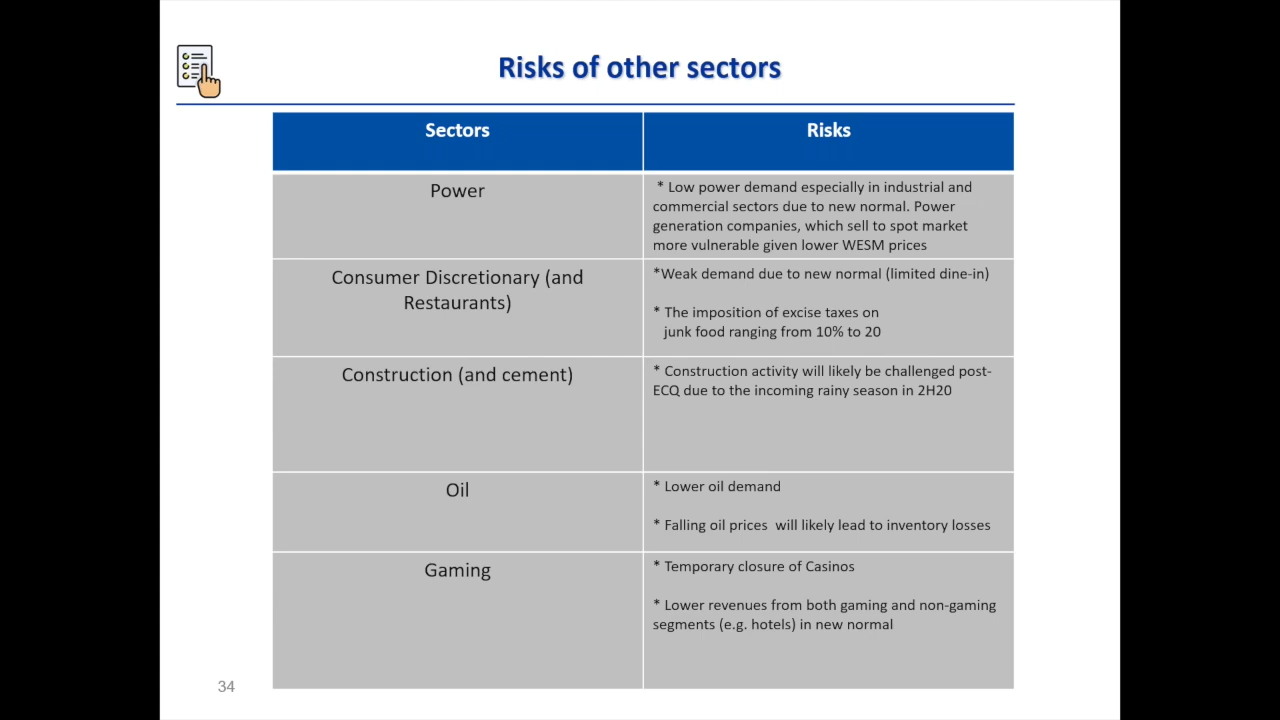 Risks of other sectors
Sectors
Risks
Power
* Low power demand especially in industrial and
commercial sectors due to new normal. Power
generation companies, which sell to spot market
more vulnerable given lower WESM prices
Consumer Discretionary (and
Restaurants)
*Weak demand due to new normal (limited dine-in)
* The imposition of excise taxes on
junk food ranging from 10% to 20
Construction (and cement)
* Construction activity will likely be challenged post-
ECQ due to the incoming rainy season in 2H20
Oil
* Lower oil demand
* Falling oil prices  will likely lead to inventory losses
Gaming
* Temporary closure of Casinos
* Lower revenues from both gaming and non-gaming
segments (e.g. hotels) in new normal
34